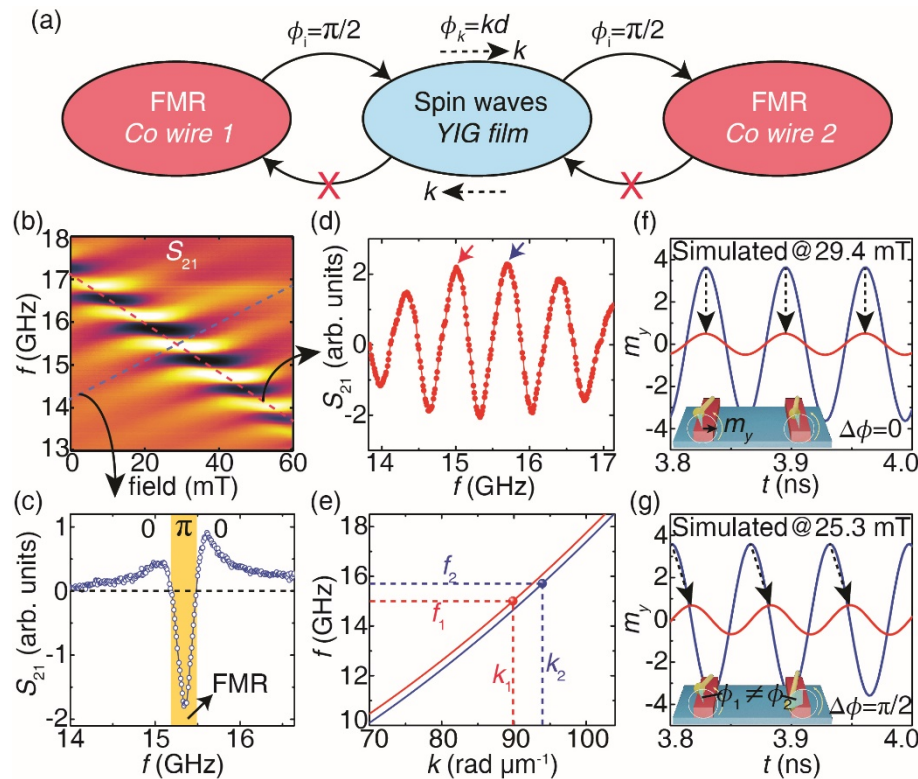 (a)
ϕi=π/2
ϕk=kd
k
ϕi=π/2
FMR
Co wire 1
Spin waves
YIG film
FMR
Co wire 2
X
k
X
(b)
18
17
16
15
14
13
f (GHz)
S21
0
20
40
60
field (mT)
(c)
1
0
-1
-2
S21 (arb. units)
0
π
0
FMR
14
15
16
f (GHz)
(d)
2
0
-2
S21 (arb. units)
14
15
16
17
f (GHz)
(e)
18
16
14
12
10
f (GHz)
f2
f1
k1
k2
70
80
90
100
k (rad μm⁻¹)
(f)
Simulated@29.4 mT
4
2
0
-2
-4
my
my
Δϕ=0
3.8
3.9
4.0
t (ns)
(g)
Simulated@25.3 mT
4
2
0
-2
-4
my
ϕ1≠ϕ2
Δϕ=π/2
3.8
3.9
4.0
t (ns)